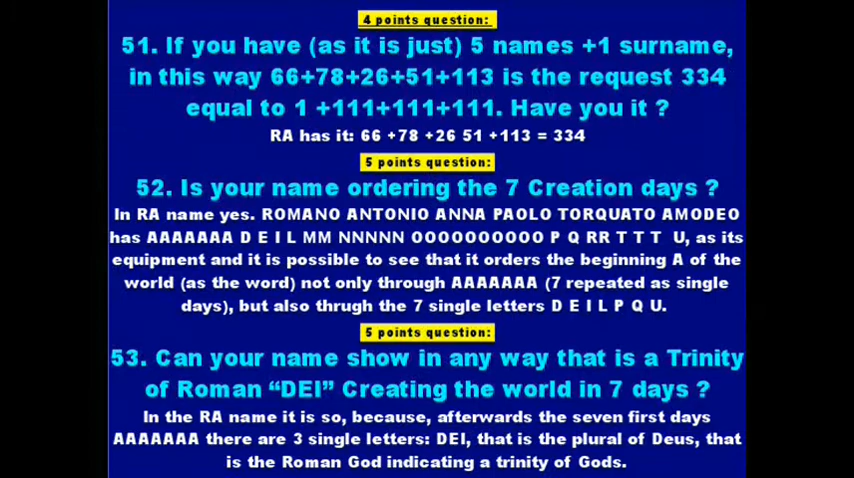 4 points question:
51. If you have (as it is just) 5 names +1 surname,
in this way 66+78+26+51+113 is the request 334
equal to 1 +111+111+111. Have you it ?
RA has it: 66 +78 +26 51 +113 = 334
5 points question:
52. Is your name ordering the 7 Creation days ?
In RA name yes. ROMANO ANTONIO ANNA PAOLO TORQUATO AMODEO
has AAAAAAA D E I L MM NNNNN OOOOOOOOOO P Q RR T T T U, as its
equipment and it is possible to see that it orders the beginning A of the
world (as the word) not only through AAAAAAA (7 repeated as single
days), but also thrugh the 7 single letters D E I L P Q U.
5 points question:
53. Can your name show in any way that is a Trinity
of Roman “DEI” Creating the world in 7 days ?
In the RA name it is so, because, afterwards the seven first days
AAAAAAA there are 3 single letters: DEI, that is the plural of Deus, that
is the Roman God indicating a trinity of Gods.